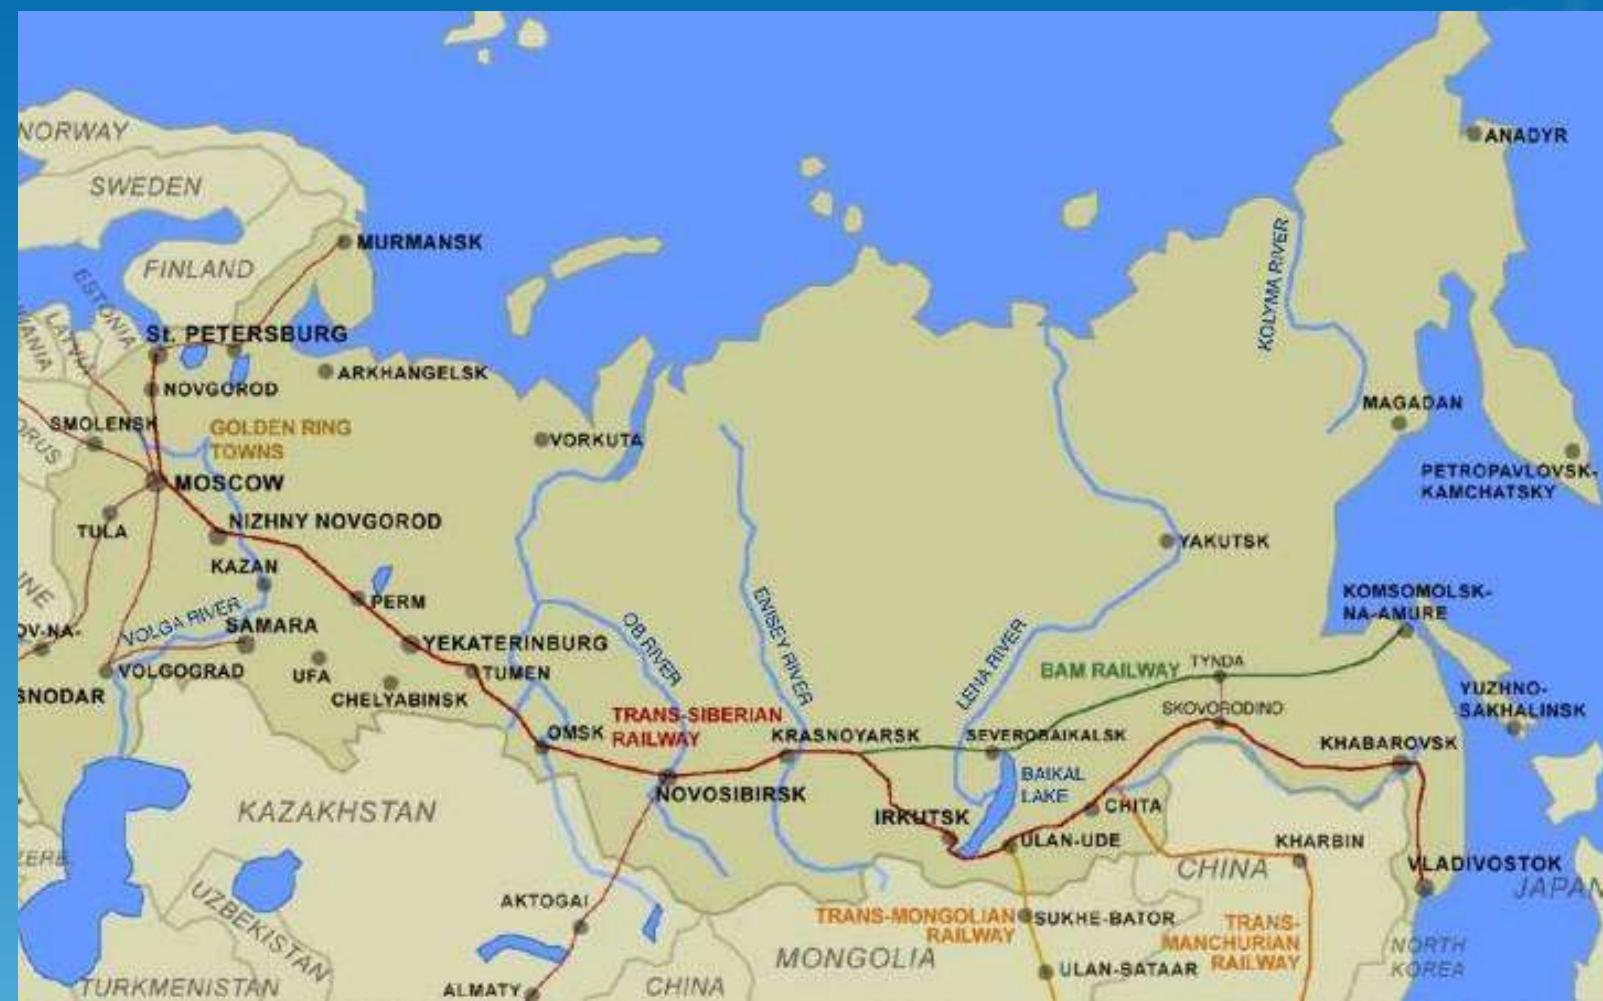 NORWAY
ANADYR
SWEDEN
KOLYMA RIVER
MURMANSK
FINLAND
ESTONIA
LATVIA
St. PETERSBURG
ARKHANGELSK
NOVGOROD
MAGADAN
SMOLENSK
GOLDEN RING
TOWNS
VORKUTA
PETROPAVLOVSK-
KAMCHATSKY
MOSCOW
NIZHNY NOVGOROD
TULA
YAKUTSK
KAZAN
KOMSOMOLSK-
NA-AMURE
PERM
VOLGA RIVER
OB RIVER
ENISEY RIVER
LENA RIVER
SAMARA
YEKATERINBURG
VOLGOGRAD
UFA
TUMEN
BAM RAILWAY
TYNDA
SNODAR
CHELYABINSK
YUZHNO-
SAKHALINSK
SKOVORODINO
TRANS-SIBERIAN
RAILWAY
OMSK
KRASNOYARSK
SEVEROBAIKALSK
KHABAROVSK
BAIKAL
LAKE
NOVOSIBIRSK
KAZAKHSTAN
IRKUTSK
CHITA
ULAN-UDE
KHARBIN
CHINA
VLADIVOSTOK
JAPAN
UZBEKISTAN
AKTOGAI
TRANS-MONGOLIAN
RAILWAY
SUKHE-BATOR
TRANS-
MANCHURIAN
RAILWAY
NORTH
KOREA
MONGOLIA
ULAN-BATAAR
TURKMENISTAN
ALMATY
CHINA